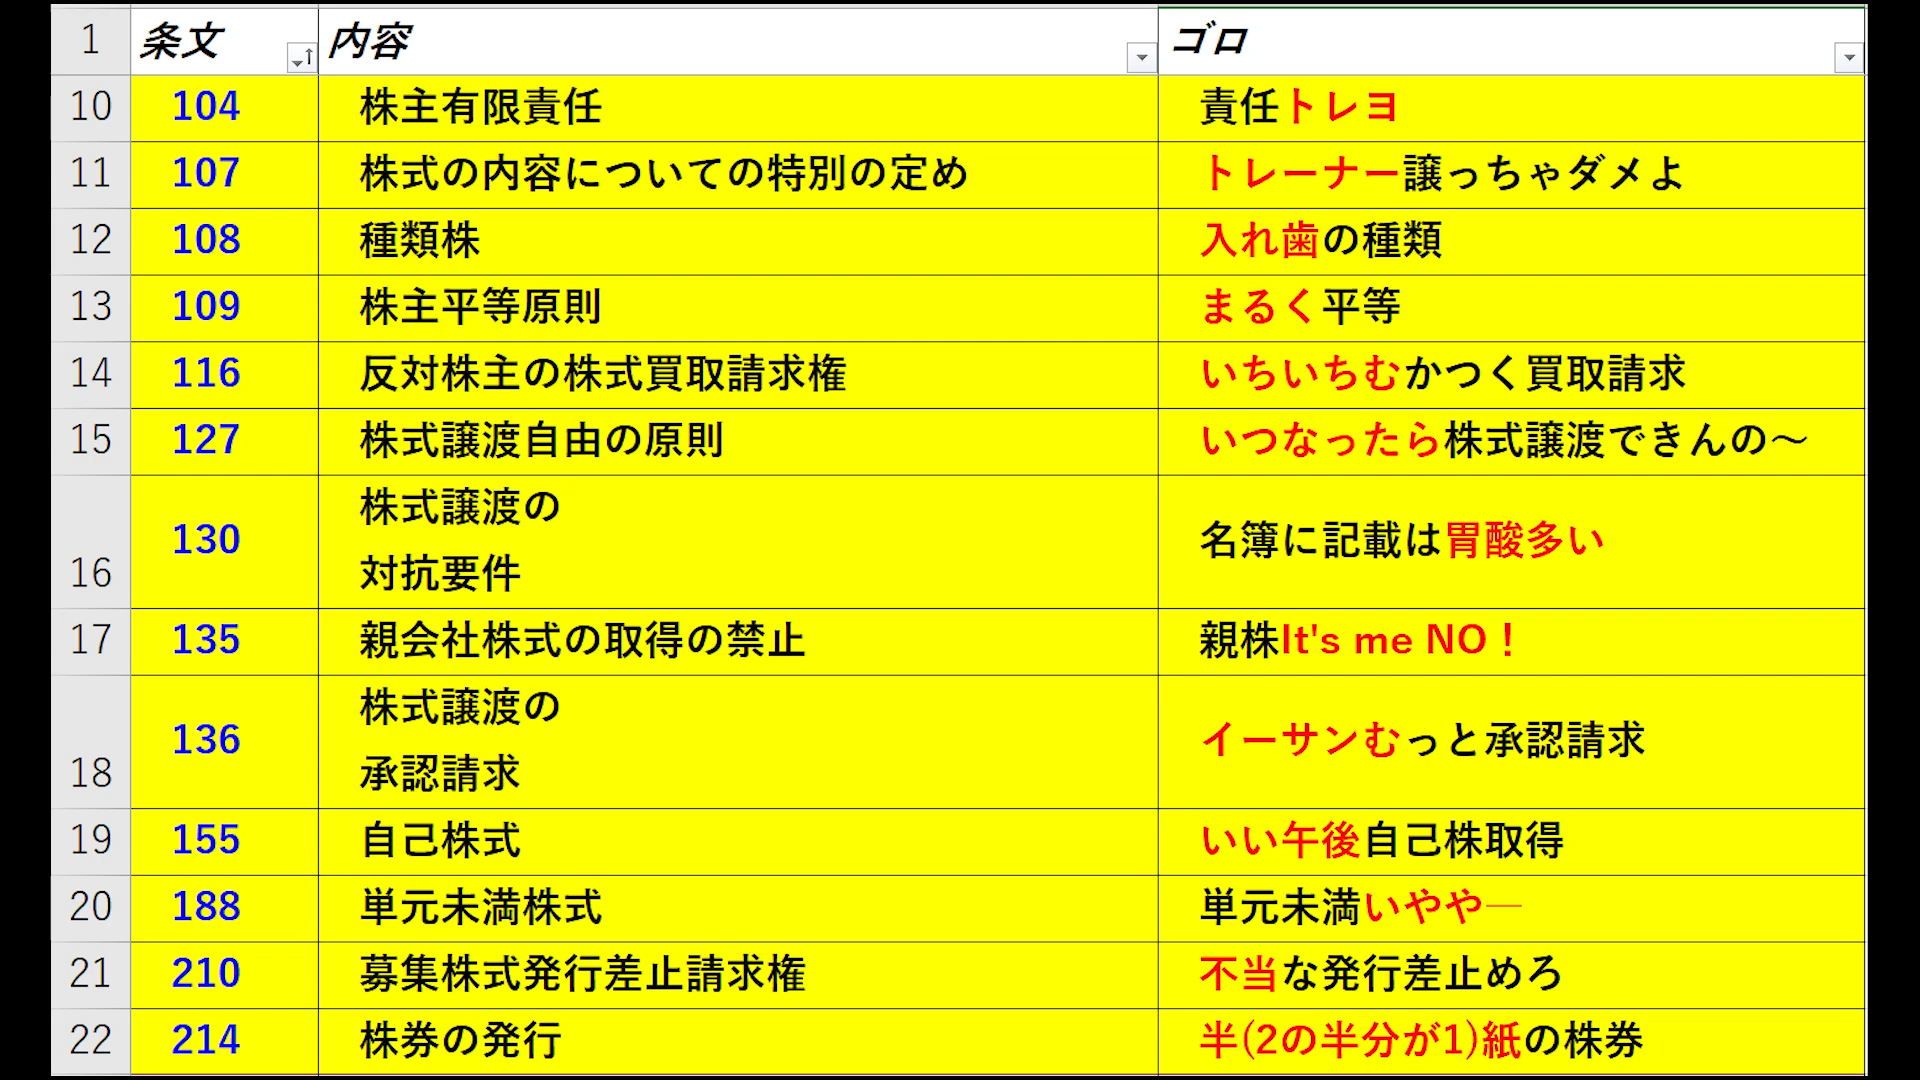 1 条文 内容 ゴロ
10 104 株主有限責任 責任トレヨ
11 107 株式の内容についての特別の定め トレーナー譲っちゃダメよ
12 108 種類株 入れ歯の種類
13 109 株主平等原則 まるく平等
14 116 反対株主の株式買取請求権 いちいちむかつく買取請求
15 127 株式譲渡自由の原則 いつなったら株式譲渡できんの～
16 130 株式譲渡の
対抗要件 名簿に記載は胃酸多い
17 135 親会社株式の取得の禁止 親株It's me NO！
18 136 株式譲渡の
承認請求 イーサンむっと承認請求
19 155 自己株式 いい午後自己株取得
20 188 単元未満株式 単元未満いやや―
21 210 募集株式発行差止請求権 不当な発行差止めろ
22 214 株券の発行 半(2の半分が1)紙の株券